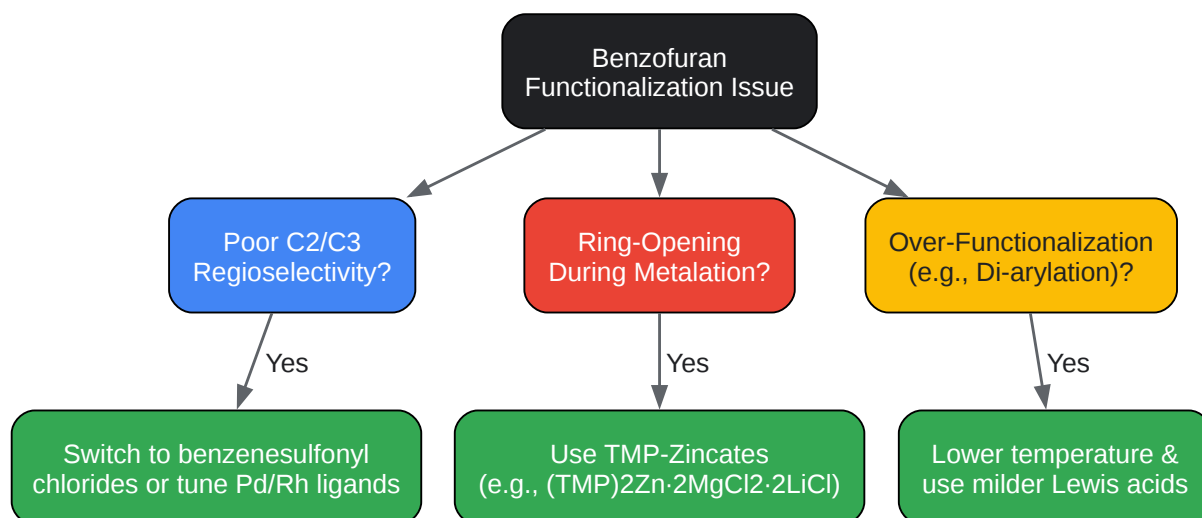 Benzofuran
Functionalization Issue
Poor C2/C3
Regioselectivity?
Ring-Opening
During Metalation?
Over-Functionalization
(e.g., Di-arylation)?
Yes
Yes
Yes
Switch to benzenesulfonyl
chlorides or tune Pd/Rh ligands
Use TMP-Zincates
(e.g., (TMP)2Zn·2MgCl2·2LiCl)
Lower temperature &
use milder Lewis acids